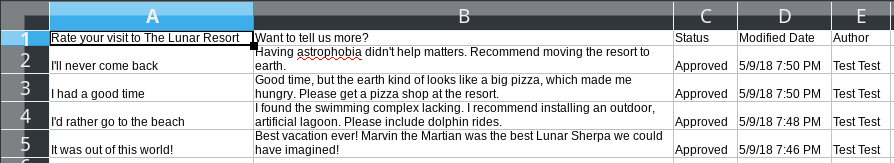 A B C D E
1 Rate your visit to The Lunar Resort Want to tell us more? Status Modified Date Author
Having astrophobia didn't help matters. Recommend moving the resort to
2 I'll never come back earth. Approved 5/9/18 7:50 PM Test Test
Good time, but the earth kind of looks like a big pizza, which made me
3 I had a good time hungry. Please get a pizza shop at the resort. Approved 5/9/18 7:50 PM Test Test
I found the swimming complex lacking. I recommend installing an outdoor,
4 I'd rather go to the beach artificial lagoon. Please include dolphin rides. Approved 5/9/18 7:48 PM Test Test
Best vacation ever! Marvin the Martian was the best Lunar Sherpa we could
5 It was out of this world! have imagined! Approved 5/9/18 7:46 PM Test Test